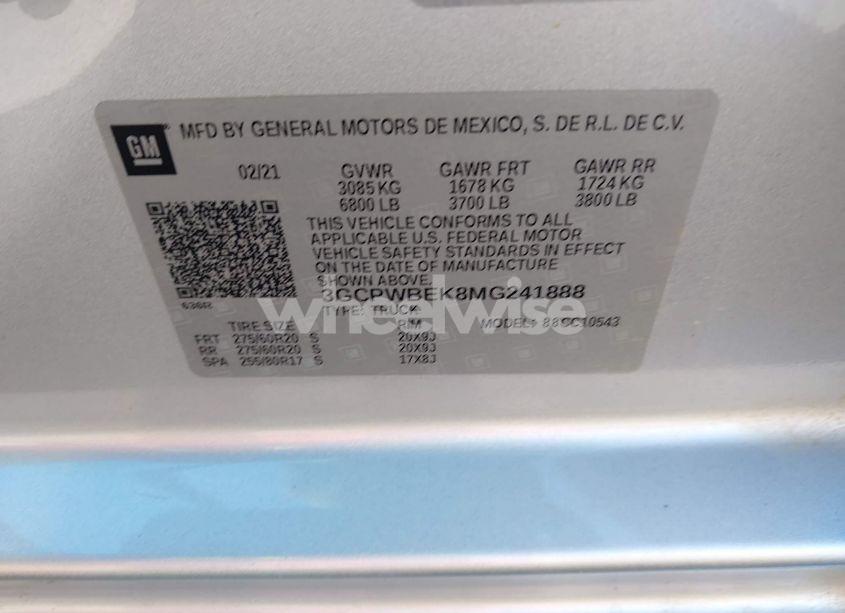 GM
MFD BY GENERAL MOTORS DE MEXICO, S. DE R.L. DE C.V.
02/21 GVWR GAWR FRT GAWR RR
3085 KG 1678 KG 1724 KG
6800 LB 3700 LB 3800 LB
THIS VEHICLE CONFORMS TO ALL
APPLICABLE U.S. FEDERAL MOTOR
VEHICLE SAFETY STANDARDS IN EFFECT
ON THE DATE OF MANUFACTURE
SHOWN ABOVE.
3GCPWBEK8MG241888
TYPE: TRUCK MODEL:
TIRE SIZE RIM
FRT 275/60R20 S 20X9J
RR 275/60R20 S 20X9J
SPA 255/80R17 S 17X8J
wheelwise